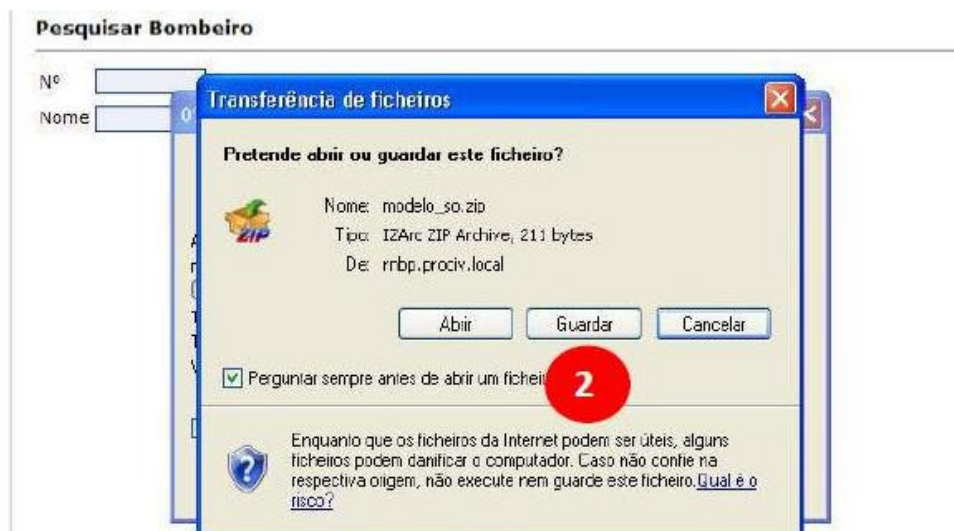 Pesquisar Bombeiro
Nº
Nome
Transferência de ficheiros
Pretende abrir ou guardar este ficheiro?
ZIP
Nome: modelo_so.zip
Tipo: IZArc ZIP Archive, 211 bytes
De: rnbp.prociv.local
Abrir
Guardar
Cancelar
Perguntar sempre antes de abrir um
2
Enquanto que os ficheiros da Internet podem ser úteis, alguns
ficheiros podem danificar o computador. Caso não confie na
respectiva origem, não execute nem guarde este ficheiro. Qual é o
risco?